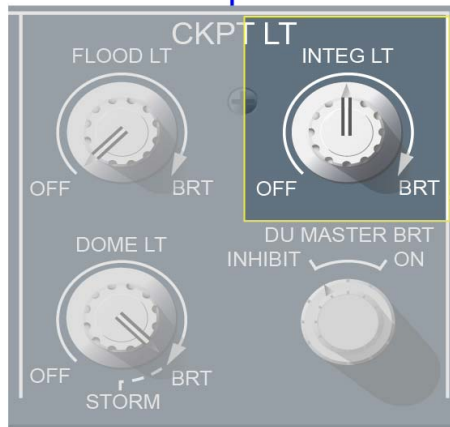 CKPT LT
FLOOD LT
INTEG LT
OFF
BRT
OFF
BRT
DOME LT
DU MASTER BRT
INHIBIT
ON
OFF
BRT
STORM